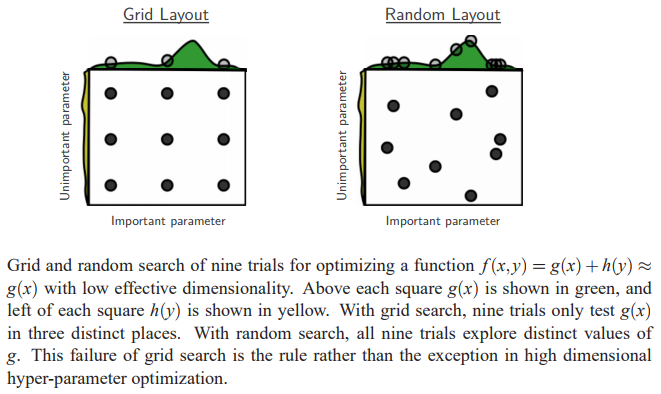 Grid Layout
Random Layout
Unimportant parameter
Important parameter
Unimportant parameter
Important parameter
Grid and random search of nine trials for optimizing a function f(x,y) = g(x) + h(y) ≈
g(x) with low effective dimensionality. Above each square g(x) is shown in green, and
left of each square h(y) is shown in yellow. With grid search, nine trials only test g(x)
in three distinct places. With random search, all nine trials explore distinct values of
g. This failure of grid search is the rule rather than the exception in high dimensional
hyper-parameter optimization.